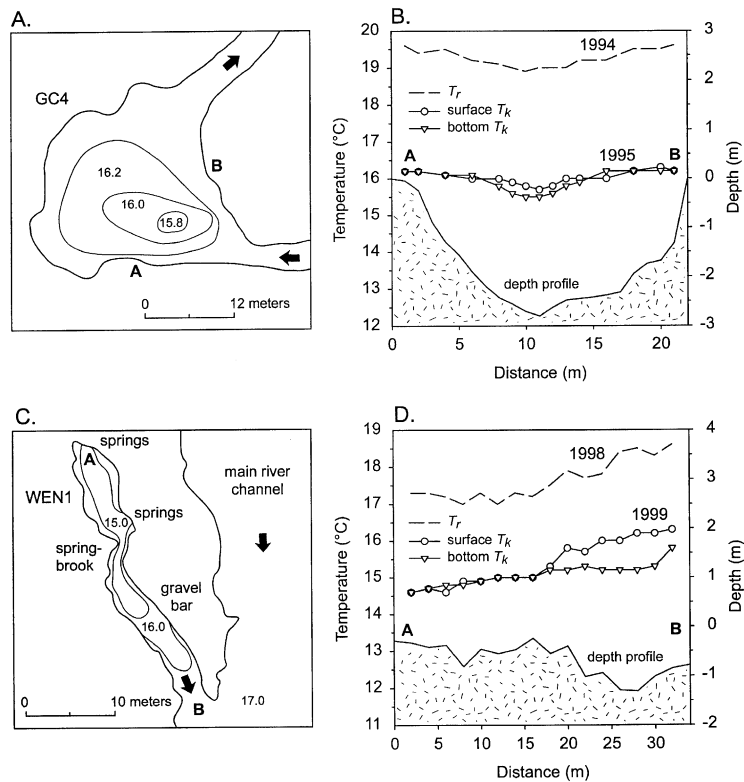 A.
GC4
16.2
16.0
15.8
B
A
0 12 meters
B.
20
19
18
17
16
15
14
13
12
Temperature (°C)
3
2
1
0
-1
-2
-3
Depth (m)
1994
Tr
surface Tk
bottom Tk
A
1995
B
depth profile
0 5 10 15 20
Distance (m)
C.
springs
A
WEN1
main river
channel
15.0
springs
spring-
brook
gravel
bar
16.0
0 10 meters
B
17.0
D.
19
18
17
16
15
14
13
12
11
Temperature (°C)
4
3
2
1
0
-1
-2
Depth (m)
1998
Tr
surface Tk
bottom Tk
1999
A
B
depth profile
0 5 10 15 20 25 30
Distance (m)